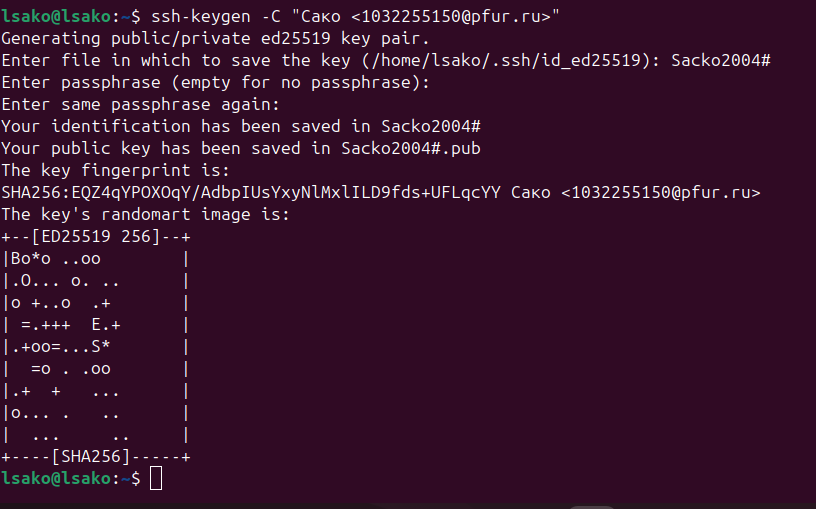 lsako@lsako:~$ ssh-keygen -C "Сако <1032255150@pfur.ru>"
Generating public/private ed25519 key pair.
Enter file in which to save the key (/home/lsako/.ssh/id_ed25519): Sacko2004#
Enter passphrase (empty for no passphrase):
Enter same passphrase again:
Your identification has been saved in Sacko2004#
Your public key has been saved in Sacko2004#.pub
The key fingerprint is:
SHA256:EQZ4qYPOXOqY/AdbpIUsYxyNlMxlILD9fds+UFLqcYY Сако <1032255150@pfur.ru>
The key's randomart image is:
+--[ED25519 256]--+
|Bo*o ..oo        |
|.O... o. ..      |
|o +..o  .+       |
| =.+++  E.+      |
|.+oo=...S*       |
|  =o . .oo       |
|.+  +   ...      |
|o... .   ..      |
|  ...     ..     |
+----[SHA256]-----+
lsako@lsako:~$